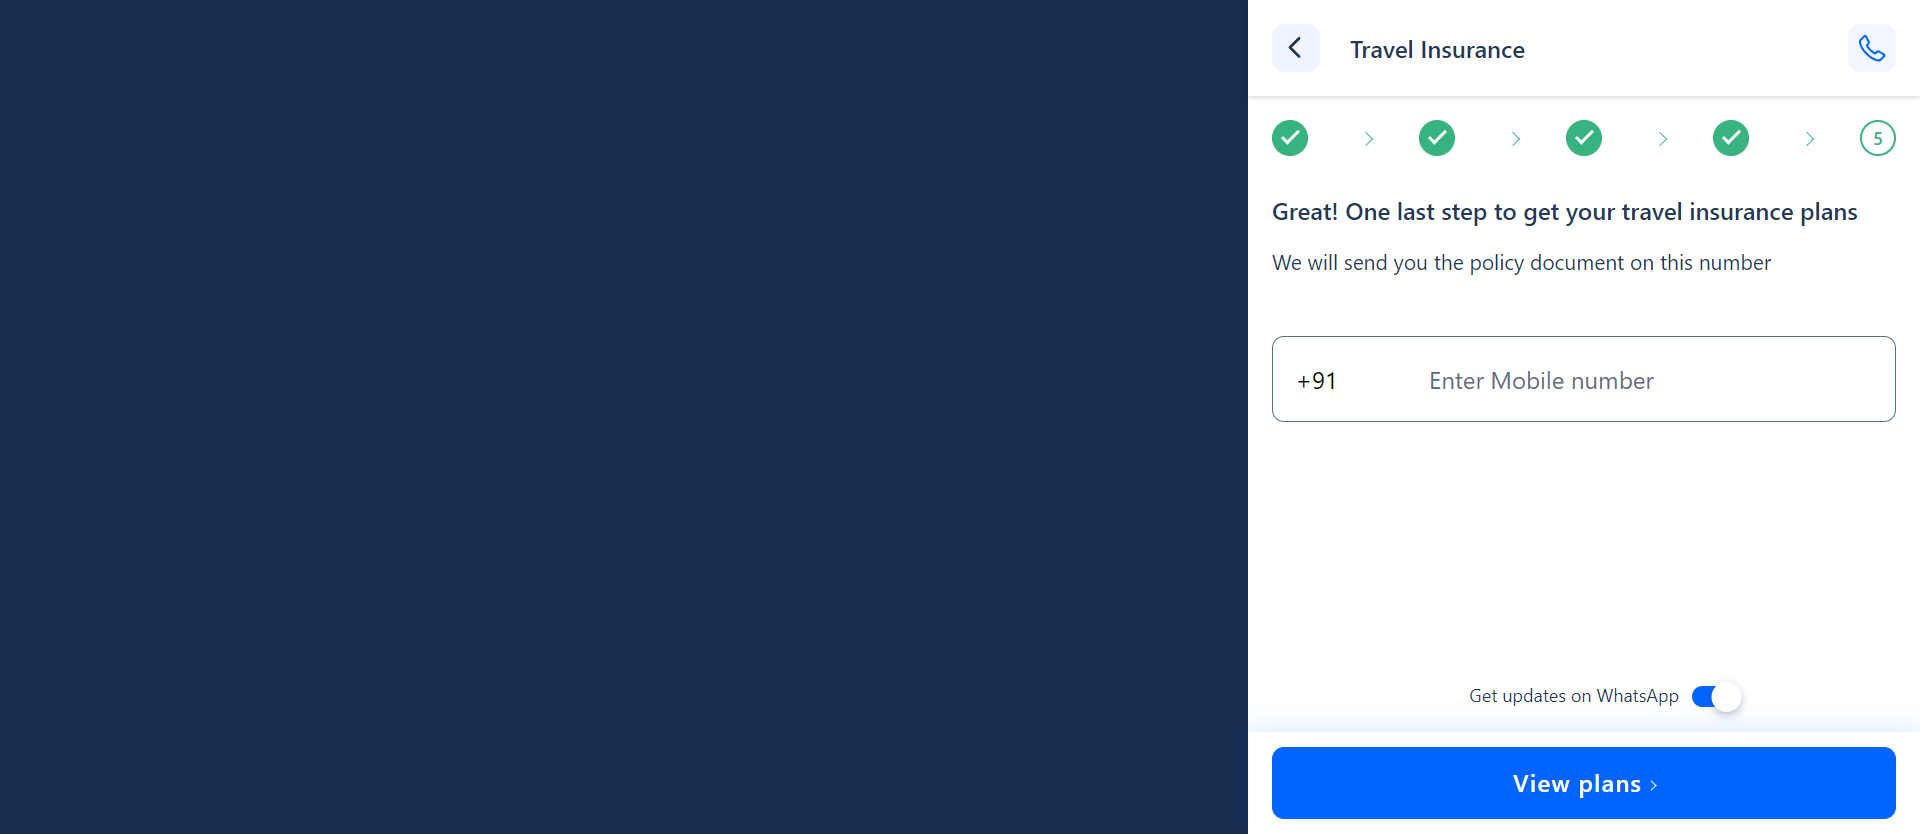 Travel Insurance
5
Great! One last step to get your travel insurance plans
We will send you the policy document on this number
+91 Enter Mobile number
Get updates on WhatsApp
View plans ›